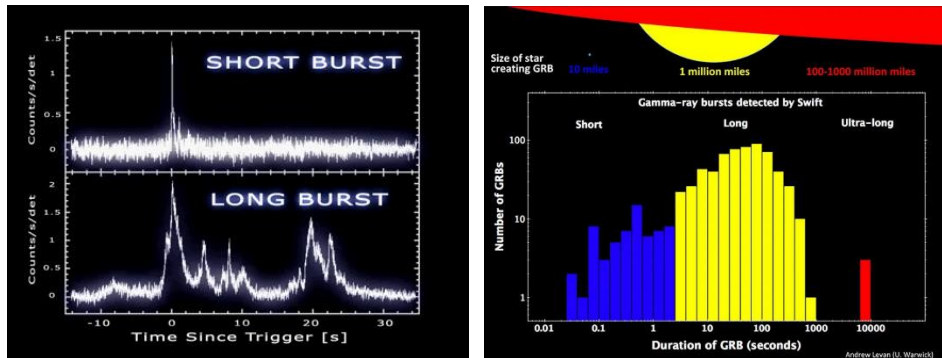 SHORT BURST
Counts/s/det
1.5
1
0.5
0
LONG BURST
Counts/s/det
2
1.5
1
0.5
0
-10
0
10
20
30
Time Since Trigger [s]
Size of star
creating GRB
10 miles
1 million miles
100-1000 million miles
Gamma-ray bursts detected by Swift
Short
Long
Ultra-long
Number of GRBs
100
10
1
0.01
0.1
1
10
100
1000
10000
Duration of GRB (seconds)
Andrew Levan (U. Warwick)